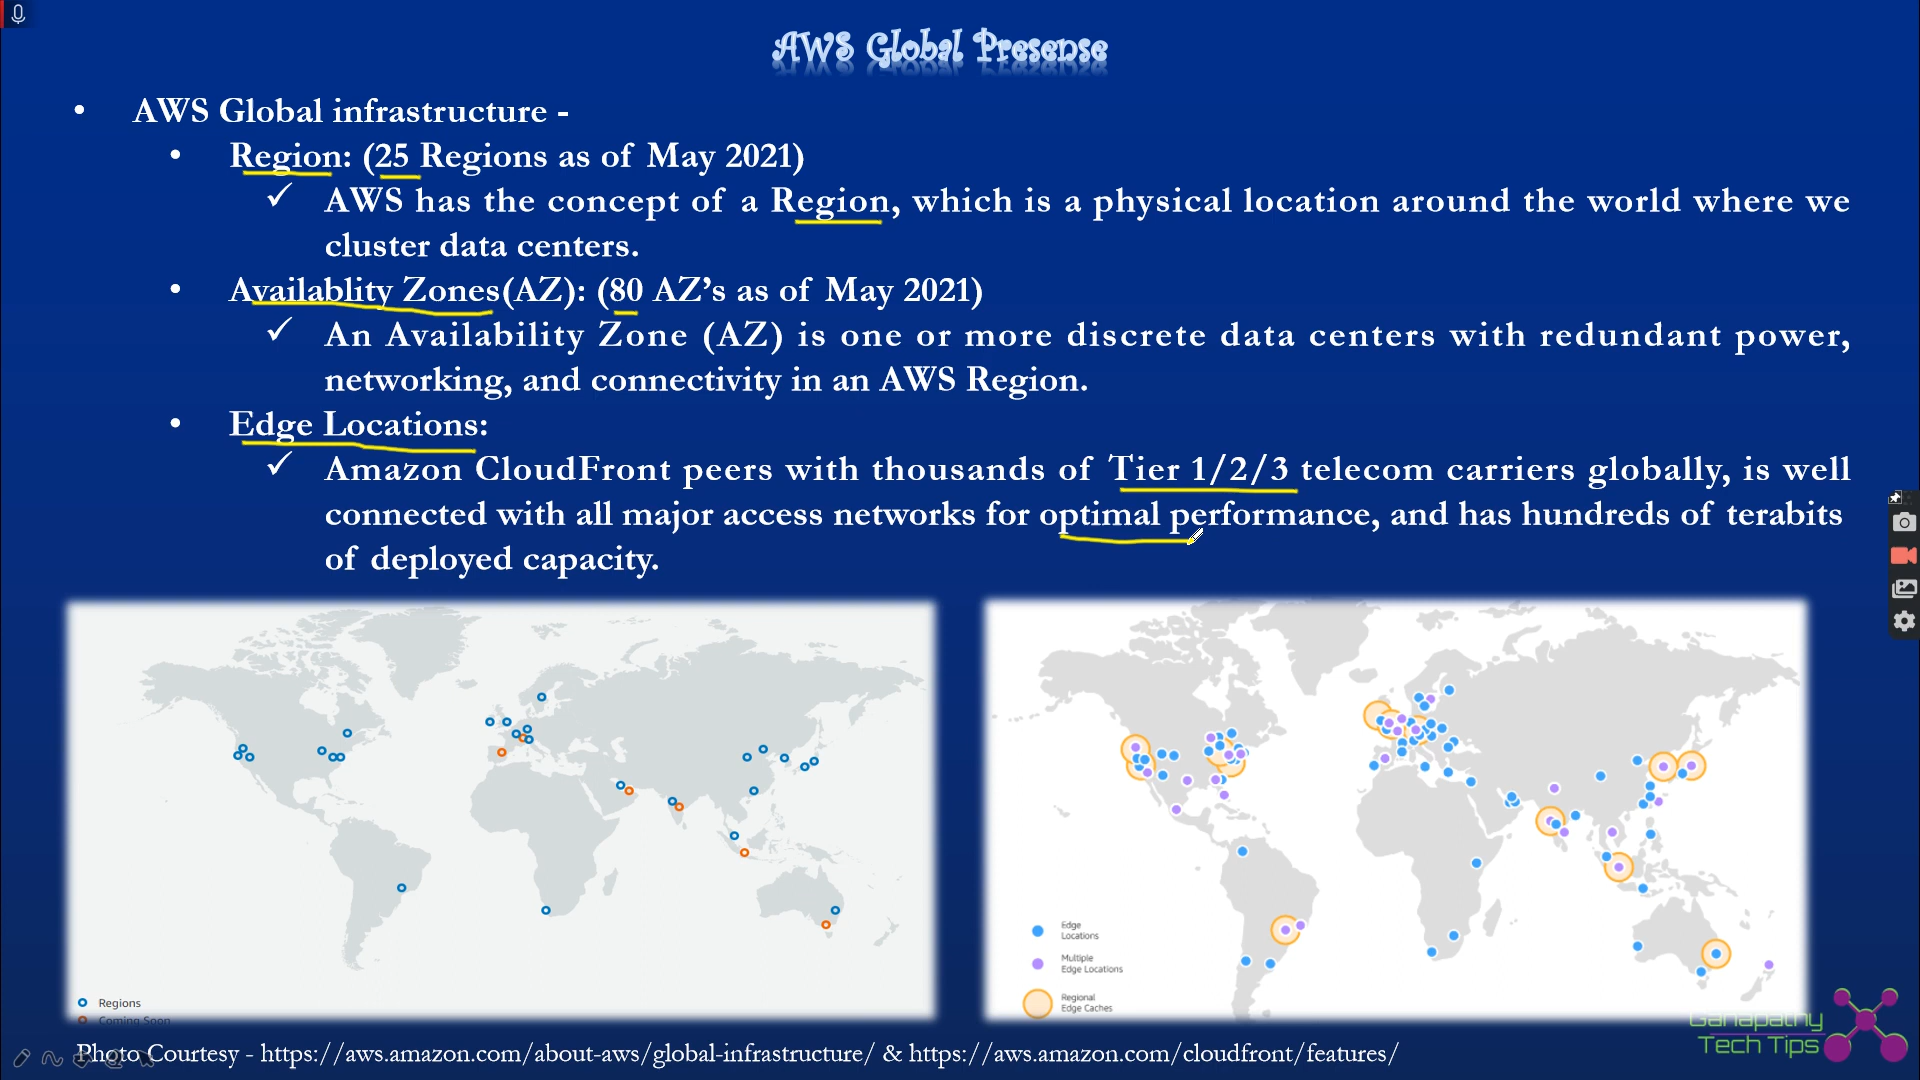 AWS Global Presense
• AWS Global infrastructure -
• Region: (25 Regions as of May 2021)
✓ AWS has the concept of a Region, which is a physical location around the world where we
cluster data centers.
• Availablity Zones(AZ): (80 AZ’s as of May 2021)
✓ An Availability Zone (AZ) is one or more discrete data centers with redundant power,
networking, and connectivity in an AWS Region.
• Edge Locations:
✓ Amazon CloudFront peers with thousands of Tier 1/2/3 telecom carriers globally, is well
connected with all major access networks for optimal performance, and has hundreds of terabits
of deployed capacity.
Regions
Coming Soon
Edge
Locations
Multiple
Edge Locations
Regional
Edge Caches
Photo Courtesy - https://aws.amazon.com/about-aws/global-infrastructure/ & https://aws.amazon.com/cloudfront/features/
Ganapathy
Tech Tips